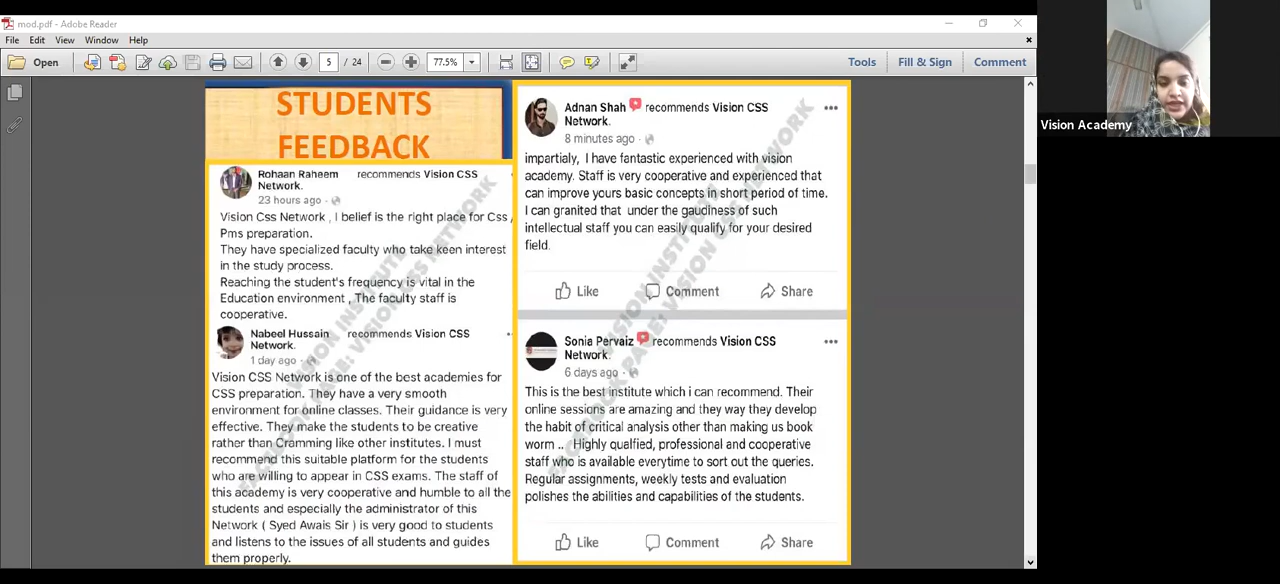 mod.pdf - Adobe Reader
File Edit View Window Help
Open 5 / 24 77.5% Tools Fill & Sign Comment
STUDENTS
FEEDBACK
Rohaan Raheem recommends Vision CSS
Network.
23 hours ago
Vision Css Network , I belief is the right place for Css /
Pms preparation.
They have specialized faculty who take keen interest
in the study process.
Reaching the student's frequency is vital in the
Education environment , The faculty staff is
cooperative.
Nabeel Hussain recommends Vision CSS
Network.
1 day ago
Vision CSS Network is one of the best academies for
CSS preparation. They have a very smooth
environment for online classes. Their guidance is very
effective. They make the students to be creative
rather than Cramming like other institutes. I must
recommend this suitable platform for the students
who are willing to appear in CSS exams. The staff of
this academy is very cooperative and humble to all the
students and especially the administrator of this
Network ( Syed Awais Sir ) is very good to students
and listens to the issues of all students and guides
them properly.
Adnan Shah recommends Vision CSS
Network.
8 minutes ago
impartialy, I have fantastic experienced with vision
academy. Staff is very cooperative and experienced that
can improve yours basic concepts in short period of time.
I can granited that under the gaudiness of such
intellectual staff you can easily qualify for your desired
field.
Like Comment Share
Sonia Pervaiz recommends Vision CSS
Network.
6 days ago
This is the best institute which i can recommend. Their
online sessions are amazing and they way they develop
the habit of critical analysis other than making us book
worm .. Highly qualfied, professional and cooperative
staff who is available everytime to sort out the queries.
Regular assignments, weekly tests and evaluation
polishes the abilities and capabilities of the students.
Like Comment Share
VISION INSTITUTE
FACEBOOK PAGE: VISION CSS NETWORK
VISION INSTITUTE
FACEBOOK PAGE: VISION CSS NETWORK
Vision Academy